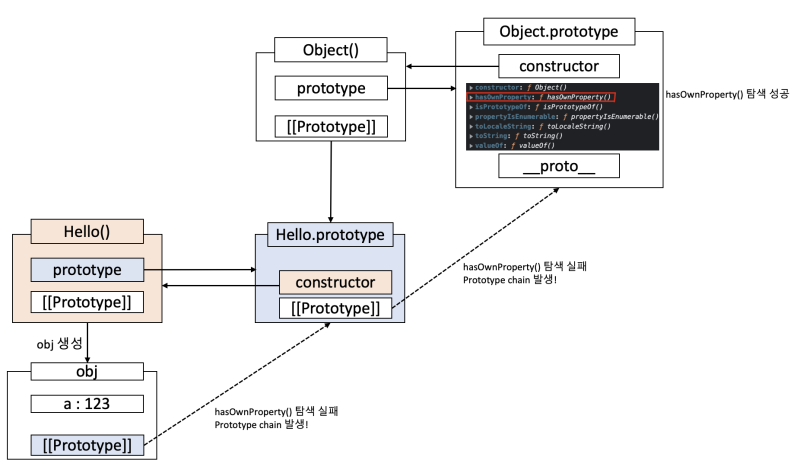 Object.prototype
constructor
▸ constructor: ƒ Object()
▸ hasOwnProperty: ƒ hasOwnProperty()
▸ isPrototypeOf: ƒ isPrototypeOf()
▸ propertyIsEnumerable: ƒ propertyIsEnumerable()
▸ toLocaleString: ƒ toLocaleString()
▸ toString: ƒ toString()
▸ valueOf: ƒ valueOf()
__proto__
hasOwnProperty() 탐색 성공
Object()
prototype
[[Prototype]]
Hello()
prototype
[[Prototype]]
Hello.prototype
constructor
[[Prototype]]
hasOwnProperty() 탐색 실패
Prototype chain 발생!
obj 생성
obj
a : 123
[[Prototype]]
hasOwnProperty() 탐색 실패
Prototype chain 발생!